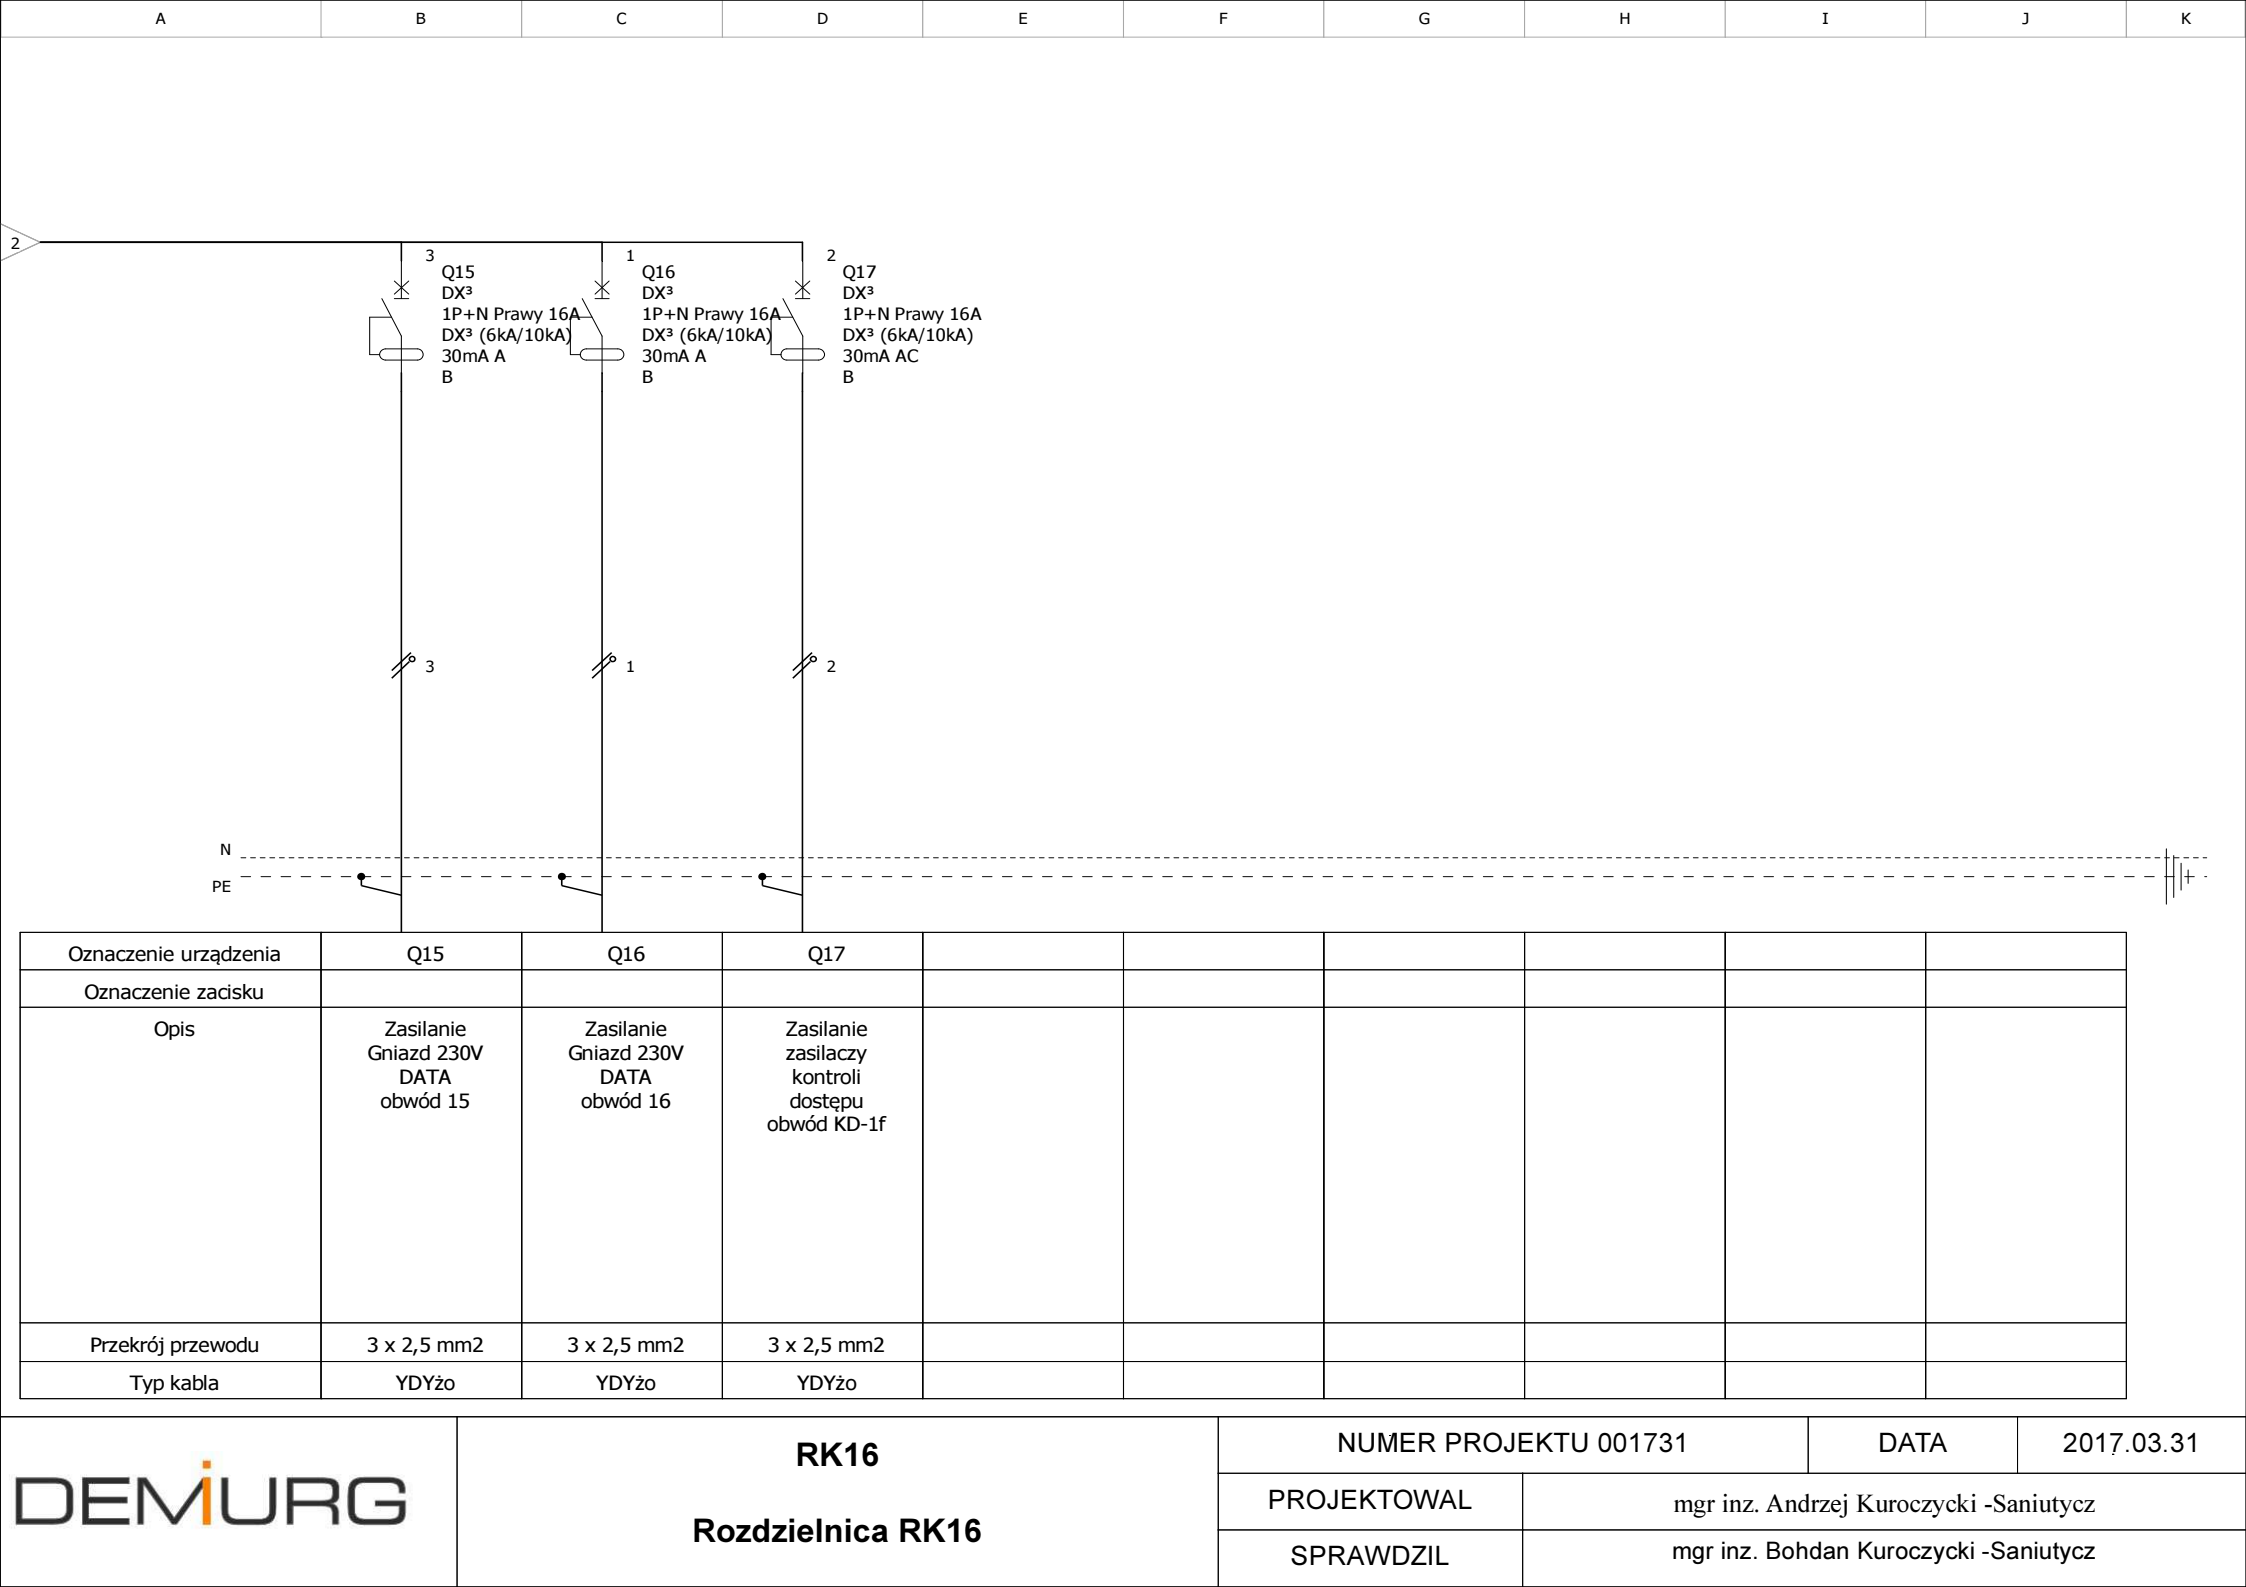 A B C D E F G H I J K
2
3 1 2
Q15 Q16 Q17
DX³ DX³ DX³
1P+N Prawy 16A 1P+N Prawy 16A 1P+N Prawy 16A
DX³ (6kA/10kA) DX³ (6kA/10kA) DX³ (6kA/10kA)
30mA A 30mA A 30mA AC
B B B
3 1 2
N
PE
Oznaczenie urządzenia Q15 Q16 Q17
Oznaczenie zacisku
Opis Zasilanie Zasilanie Zasilanie
Gniazd 230V Gniazd 230V zasilaczy
DATA DATA kontroli
obwód 15 obwód 16 dostępu
obwód KD-1f
Przekrój przewodu 3 x 2,5 mm2 3 x 2,5 mm2 3 x 2,5 mm2
Typ kabla YDYżo YDYżo YDYżo
DEMiURG
RK16
Rozdzielnica RK16
NUMER PROJEKTU 001731 DATA 2017.03.31
PROJEKTOWAL mgr inz. Andrzej Kuroczycki -Saniutycz
SPRAWDZIL mgr inz. Bohdan Kuroczycki -Saniutycz